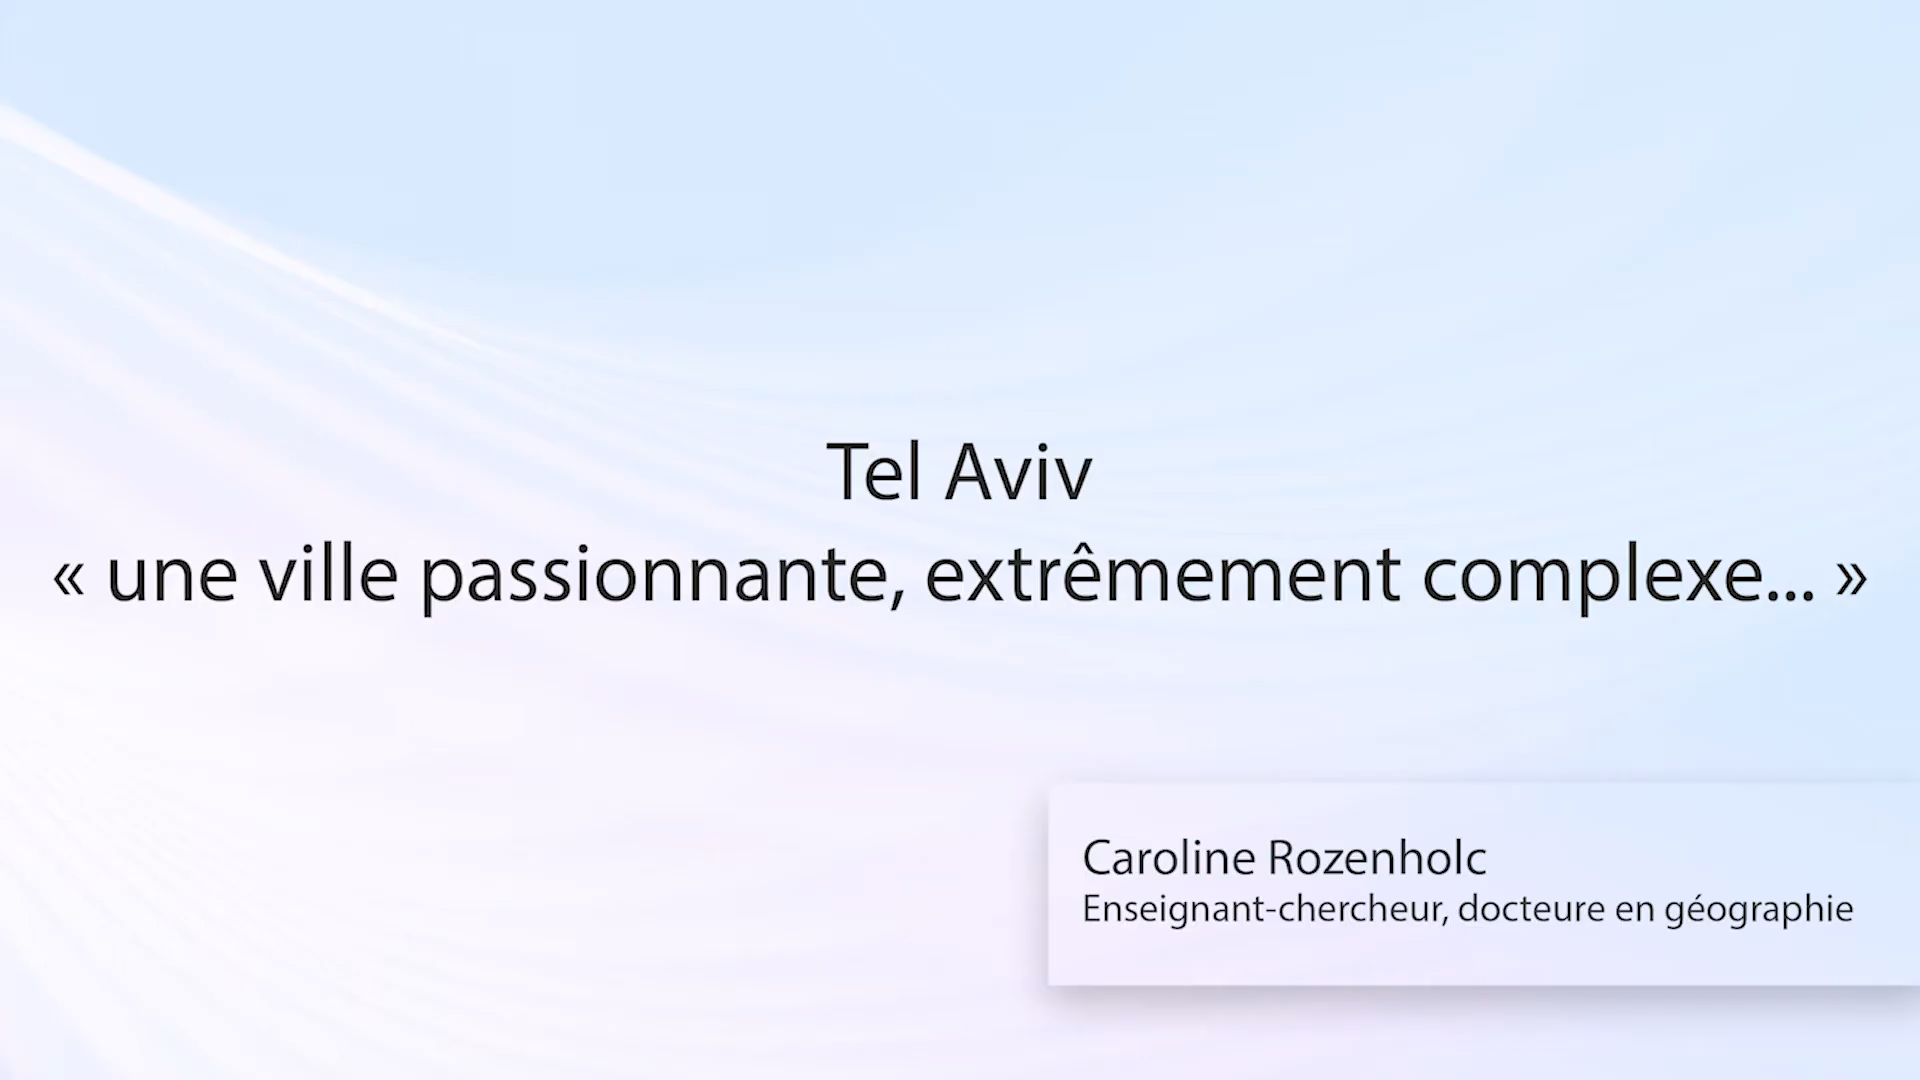 Tel Aviv
« une ville passionnante, extrêmement complexe... »
Caroline Rozenholc
Enseignant-chercheur, docteure en géographie